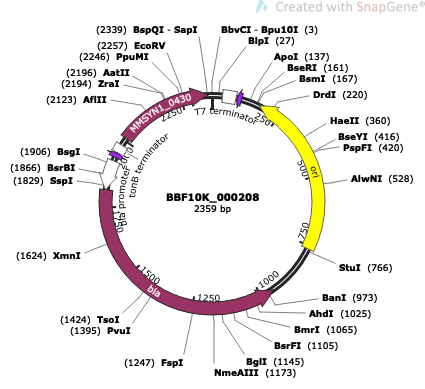 Created with SnapGene®
(2339) BspQI - SapI
(2257) EcoRV
(2246) PpuMI
(2196) AatII
(2194) ZraI
(2123) AflII
(1906) BsgI
(1866) BsrBI
(1829) SspI
(1624) XmnI
(1424) TsoI
(1395) PvuI
(1247) FspI
BbvCI - Bpu10I (3)
BlpI (27)
ApoI (137)
BseRI (161)
BsmI (167)
DrdI (220)
HaeII (360)
BseYI (416)
PspFI (420)
AlwNI (528)
StuI (766)
BanI (973)
AhdI (1025)
BmrI (1065)
BsrFI (1105)
BglI (1145)
NmeAIII (1173)
MMSYN1_0430
T7 terminator
tonB terminator
bla promoter
ori
bla
250
500
750
1000
1250
1500
1750
2000
2250
BBF10K_000208
2359 bp